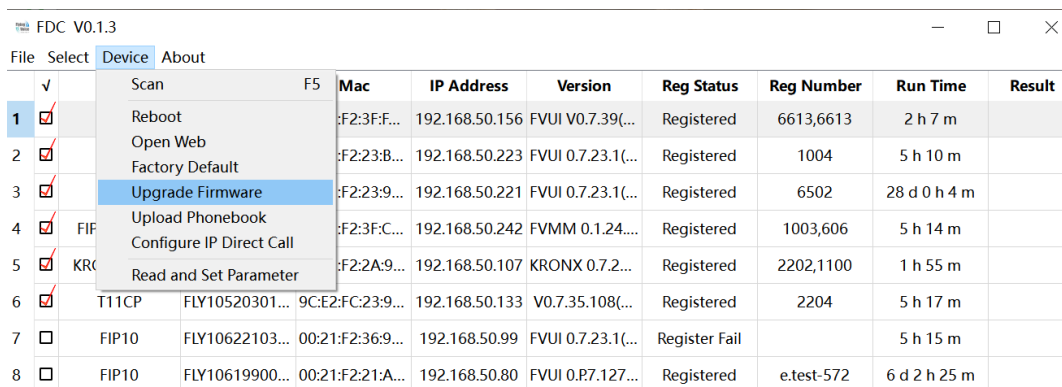 FDC V0.1.3
File Select Device About
√ Mac IP Address Version Reg Status Reg Number Run Time Result
Scan F5
Reboot
Open Web
Factory Default
Upgrade Firmware
Upload Phonebook
Configure IP Direct Call
Read and Set Parameter
1 :F2:3F:F... 192.168.50.156 FVUI V0.7.39(... Registered 6613,6613 2 h 7 m
2 :F2:23:B... 192.168.50.223 FVUI 0.7.23.1(... Registered 1004 5 h 10 m
3 :F2:23:9... 192.168.50.221 FVUI 0.7.23.1(... Registered 6502 28 d 0 h 4 m
4 FIP :F2:3F:C... 192.168.50.242 FVMM 0.1.24.... Registered 1003,606 5 h 14 m
5 KR :F2:2A:9... 192.168.50.107 KRONX 0.7.2... Registered 2202,1100 1 h 55 m
6 T11CP FLY10520301... 9C:E2:FC:23:9... 192.168.50.133 V0.7.35.108(... Registered 2204 5 h 17 m
7 FIP10 FLY10622103... 00:21:F2:36:9... 192.168.50.99 FVUI 0.7.23.1(... Register Fail 5 h 15 m
8 FIP10 FLY10619900... 00:21:F2:21:A... 192.168.50.80 FVUI 0.P.7.127... Registered e.test-572 6 d 2 h 25 m